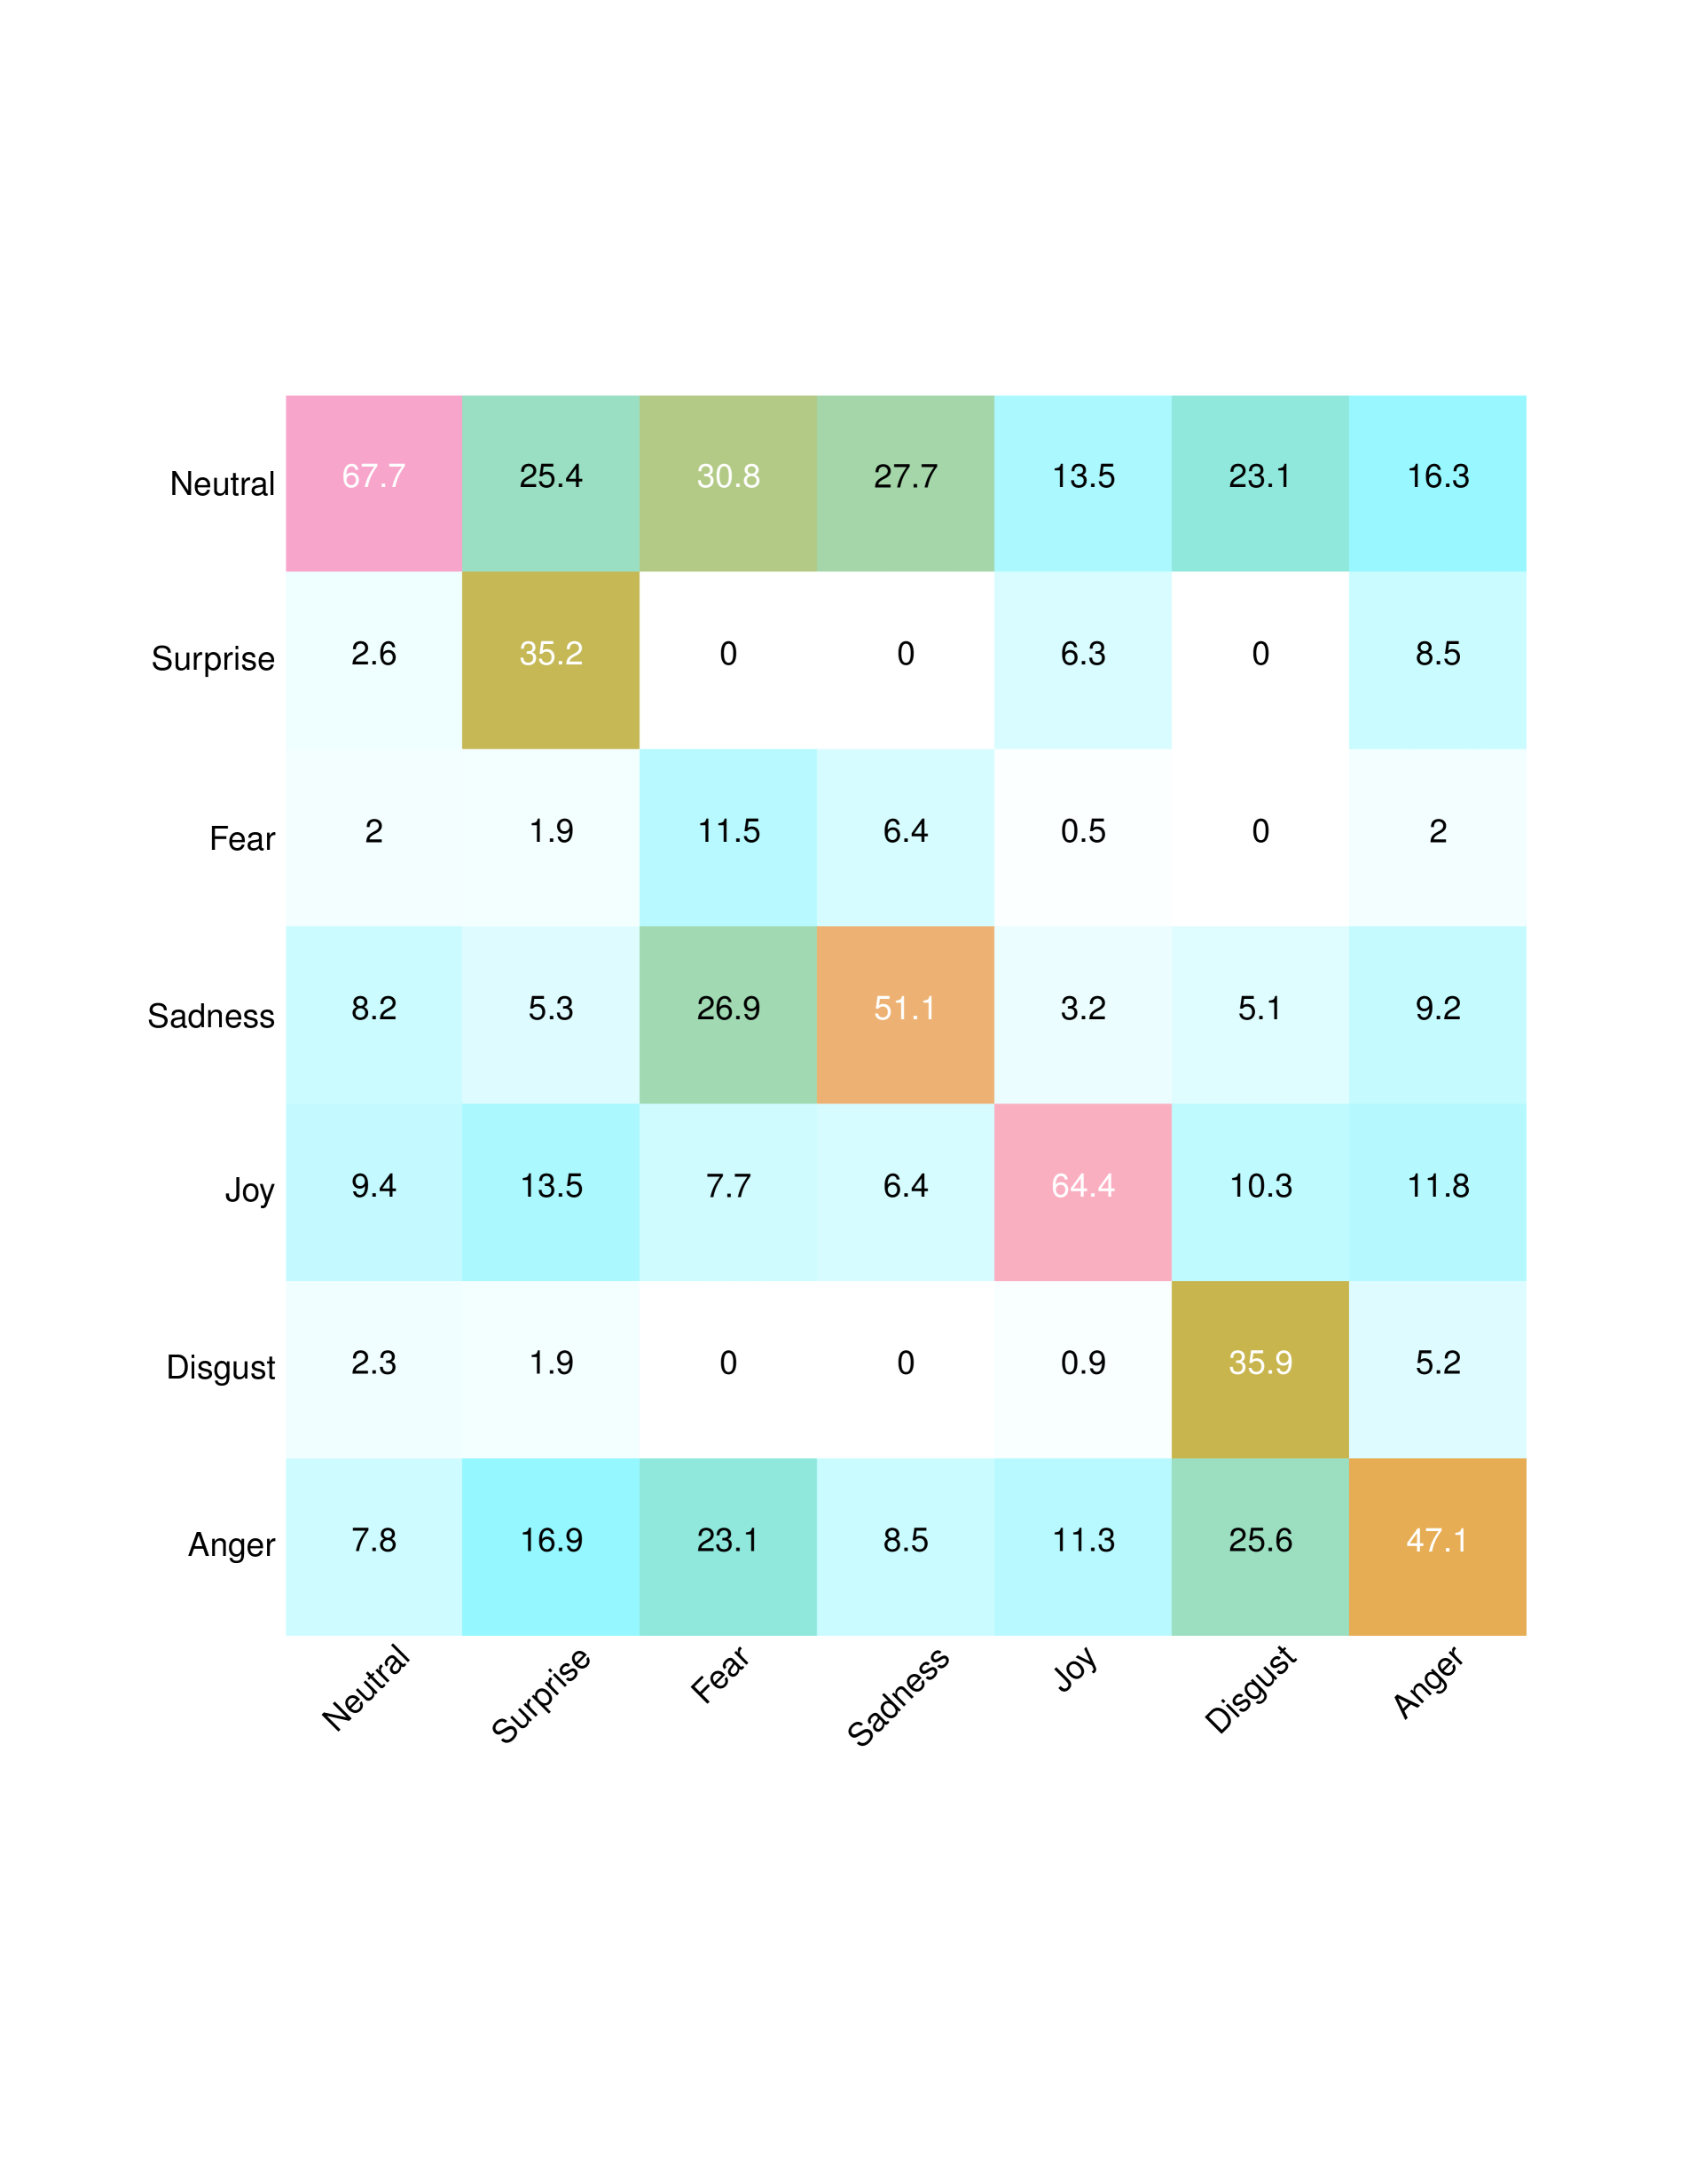 Neutral 67.7 25.4 30.8 27.7 13.5 23.1 16.3
Surprise 2.6 35.2 0 0 6.3 0 8.5
Fear 2 1.9 11.5 6.4 0.5 0 2
Sadness 8.2 5.3 26.9 51.1 3.2 5.1 9.2
Joy 9.4 13.5 7.7 6.4 64.4 10.3 11.8
Disgust 2.3 1.9 0 0 0.9 35.9 5.2
Anger 7.8 16.9 23.1 8.5 11.3 25.6 47.1
Neutral Surprise Fear Sadness Joy Disgust Anger